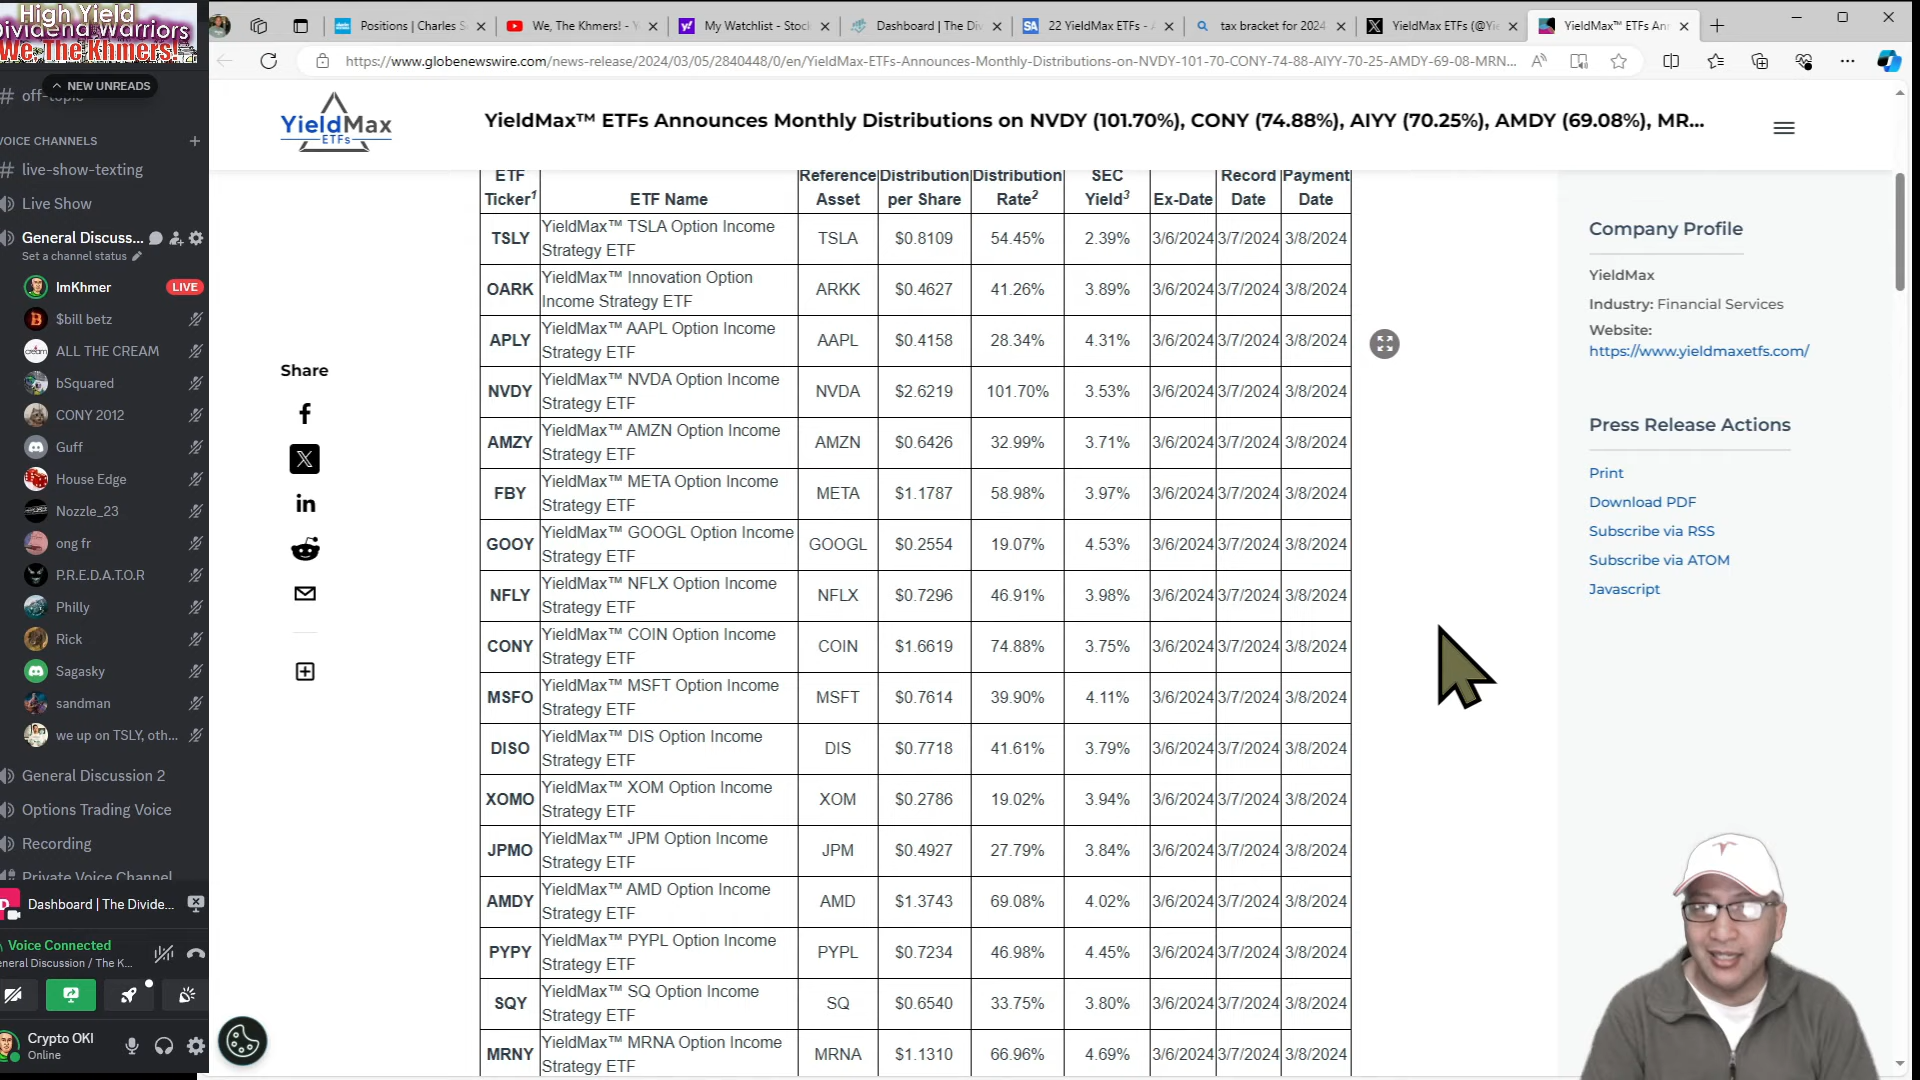 High Yield
Dividend Warriors
We, The Khmers!
NEW UNREADS
off-topic
VOICE CHANNELS
live-show-texting
Live Show
General Discuss...
Set a channel status
ImKhmer
LIVE
$bill betz
ALL THE CREAM
bSquared
CONY 2012
Guff
House Edge
Nozzle_23
ong fr
P.R.E.D.A.T.O.R
Philly
Rick
Sagasky
sandman
we up on TSLY, oth...
General Discussion 2
Options Trading Voice
Recording
Private Voice Channel
Dashboard | The Divide...
Voice Connected
eneral Discussion / The K...
Crypto OKI
Online
Positions | Charles S
We, The Khmers! - Y
My Watchlist - Stoc
Dashboard | The Div
22 YieldMax ETFs - A
tax bracket for 2024
YieldMax ETFs (@Yie
YieldMax™ ETFs Ann
https://www.globenewswire.com/news-release/2024/03/05/2840448/0/en/YieldMax-ETFs-Announces-Monthly-Distributions-on-NVDY-101-70-CONY-74-88-AIYY-70-25-AMDY-69-08-MRN...
YieldMax
ETFs
YieldMax™ ETFs Announces Monthly Distributions on NVDY (101.70%), CONY (74.88%), AIYY (70.25%), AMDY (69.08%), MR...
Share
ETF Ticker1 ETF Name Reference Asset Distribution per Share Distribution Rate2 SEC Yield3 Ex-Date Record Date Payment Date
TSLY YieldMax™ TSLA Option Income Strategy ETF TSLA $0.8109 54.45% 2.39% 3/6/2024 3/7/2024 3/8/2024
OARK YieldMax™ Innovation Option Income Strategy ETF ARKK $0.4627 41.26% 3.89% 3/6/2024 3/7/2024 3/8/2024
APLY YieldMax™ AAPL Option Income Strategy ETF AAPL $0.4158 28.34% 4.31% 3/6/2024 3/7/2024 3/8/2024
NVDY YieldMax™ NVDA Option Income Strategy ETF NVDA $2.6219 101.70% 3.53% 3/6/2024 3/7/2024 3/8/2024
AMZY YieldMax™ AMZN Option Income Strategy ETF AMZN $0.6426 32.99% 3.71% 3/6/2024 3/7/2024 3/8/2024
FBY YieldMax™ META Option Income Strategy ETF META $1.1787 58.98% 3.97% 3/6/2024 3/7/2024 3/8/2024
GOOY YieldMax™ GOOGL Option Income Strategy ETF GOOGL $0.2554 19.07% 4.53% 3/6/2024 3/7/2024 3/8/2024
NFLY YieldMax™ NFLX Option Income Strategy ETF NFLX $0.7296 46.91% 3.98% 3/6/2024 3/7/2024 3/8/2024
CONY YieldMax™ COIN Option Income Strategy ETF COIN $1.6619 74.88% 3.75% 3/6/2024 3/7/2024 3/8/2024
MSFO YieldMax™ MSFT Option Income Strategy ETF MSFT $0.7614 39.90% 4.11% 3/6/2024 3/7/2024 3/8/2024
DISO YieldMax™ DIS Option Income Strategy ETF DIS $0.7718 41.61% 3.79% 3/6/2024 3/7/2024 3/8/2024
XOMO YieldMax™ XOM Option Income Strategy ETF XOM $0.2786 19.02% 3.94% 3/6/2024 3/7/2024 3/8/2024
JPMO YieldMax™ JPM Option Income Strategy ETF JPM $0.4927 27.79% 3.84% 3/6/2024 3/7/2024 3/8/2024
AMDY YieldMax™ AMD Option Income Strategy ETF AMD $1.3743 69.08% 4.02% 3/6/2024 3/7/2024 3/8/2024
PYPY YieldMax™ PYPL Option Income Strategy ETF PYPL $0.7234 46.98% 4.45% 3/6/2024 3/7/2024 3/8/2024
SQY YieldMax™ SQ Option Income Strategy ETF SQ $0.6540 33.75% 3.80% 3/6/2024 3/7/2024 3/8/2024
MRNY YieldMax™ MRNA Option Income Strategy ETF MRNA $1.1310 66.96% 4.69% 3/6/2024 3/7/2024 3/8/2024
Company Profile
YieldMax
Industry: Financial Services
Website:
https://www.yieldmaxetfs.com/
Press Release Actions
Print
Download PDF
Subscribe via RSS
Subscribe via ATOM
Javascript